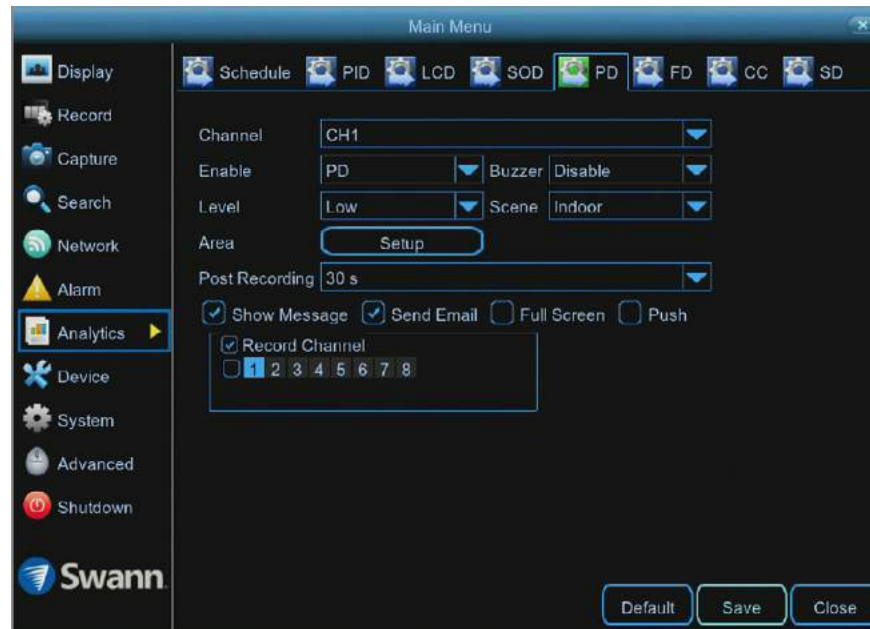 Main Menu
Display
Record
Capture
Search
Network
Alarm
Analytics
Device
System
Advanced
Shutdown
Swann
Schedule PID LCD SOD PD FD CC SD
Channel CH1
Enable PD Buzzer Disable
Level Low Scene Indoor
Area Setup
Post Recording 30 s
Show Message Send Email Full Screen Push
Record Channel
1 2 3 4 5 6 7 8
Default Save Close